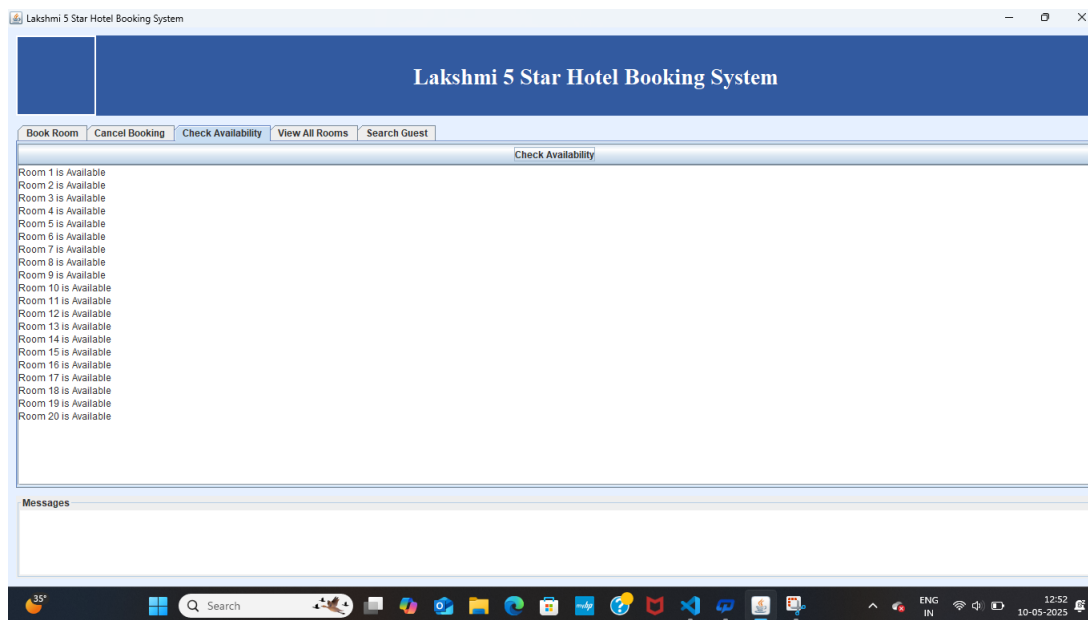 Lakshmi 5 Star Hotel Booking System
Lakshmi 5 Star Hotel Booking System
Book Room Cancel Booking Check Availability View All Rooms Search Guest
Check Availability
Room 1 is Available
Room 2 is Available
Room 3 is Available
Room 4 is Available
Room 5 is Available
Room 6 is Available
Room 7 is Available
Room 8 is Available
Room 9 is Available
Room 10 is Available
Room 11 is Available
Room 12 is Available
Room 13 is Available
Room 14 is Available
Room 15 is Available
Room 16 is Available
Room 17 is Available
Room 18 is Available
Room 19 is Available
Room 20 is Available
Messages
35°
Search
mhp
ENG
IN
12:52
10-05-2025